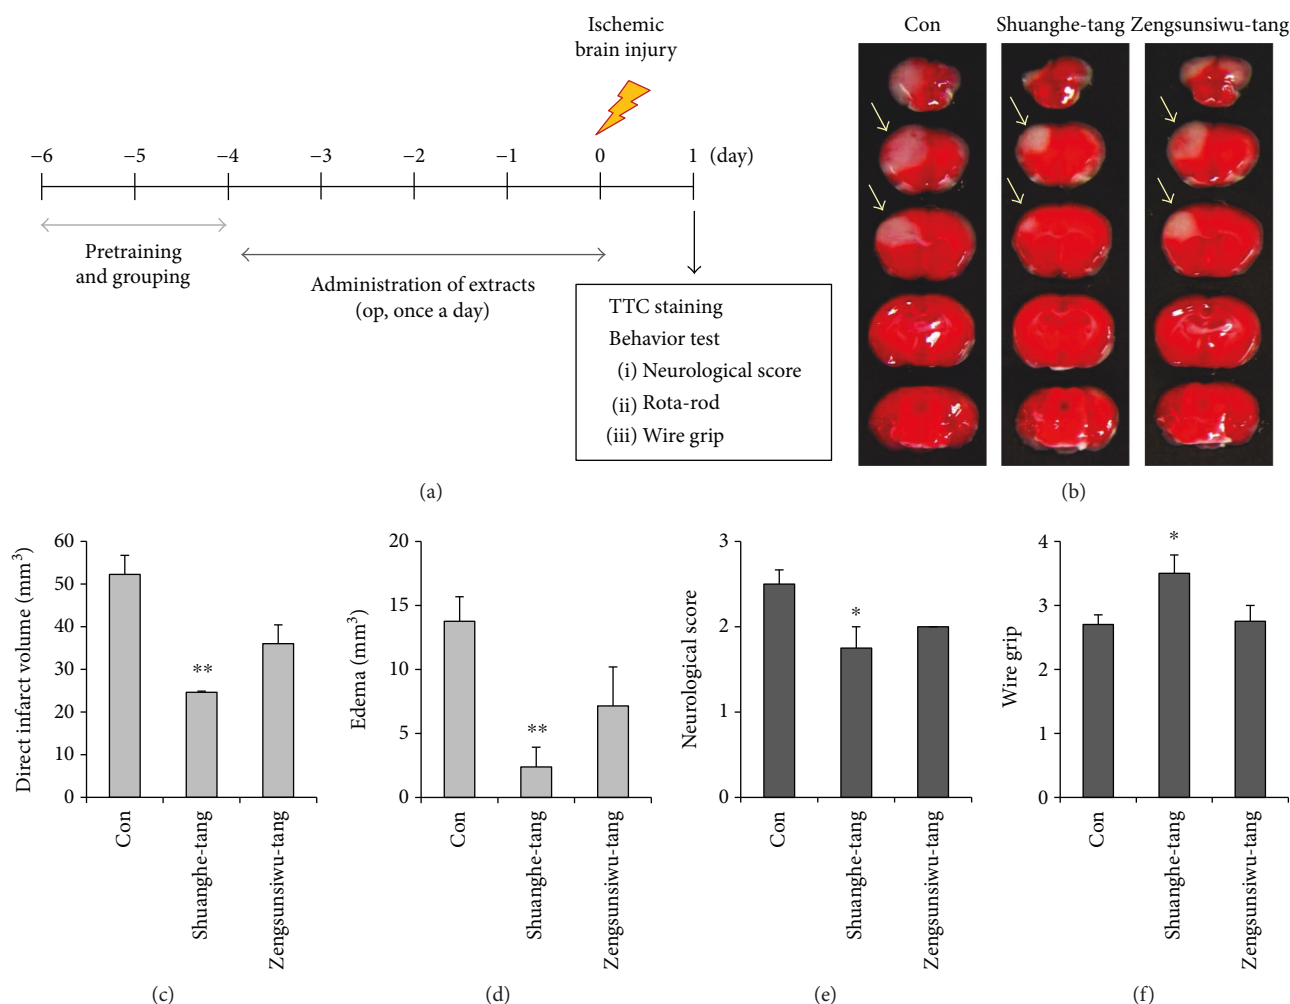 Ischemic
brain injury
−6 −5 −4 −3 −2 −1 0 1 (day)
Pretraining
and grouping
Administration of extracts
(op, once a day)
TTC staining
Behavior test
(i) Neurological score
(ii) Rota-rod
(iii) Wire grip
(a)
Con Shuanghe-tang Zengsunsiwu-tang
(b)
Direct infarct volume (mm³)
60
50
40
30
20
10
0
**
Con
Shuanghe-tang
Zengsunsiwu-tang
(c)
Edema (mm³)
20
15
10
5
0
**
Con
Shuanghe-tang
Zengsunsiwu-tang
(d)
Neurological score
3
2
1
0
*
Con
Shuanghe-tang
Zengsunsiwu-tang
(e)
Wire grip
4
3
2
1
0
*
Con
Shuanghe-tang
Zengsunsiwu-tang
(f)